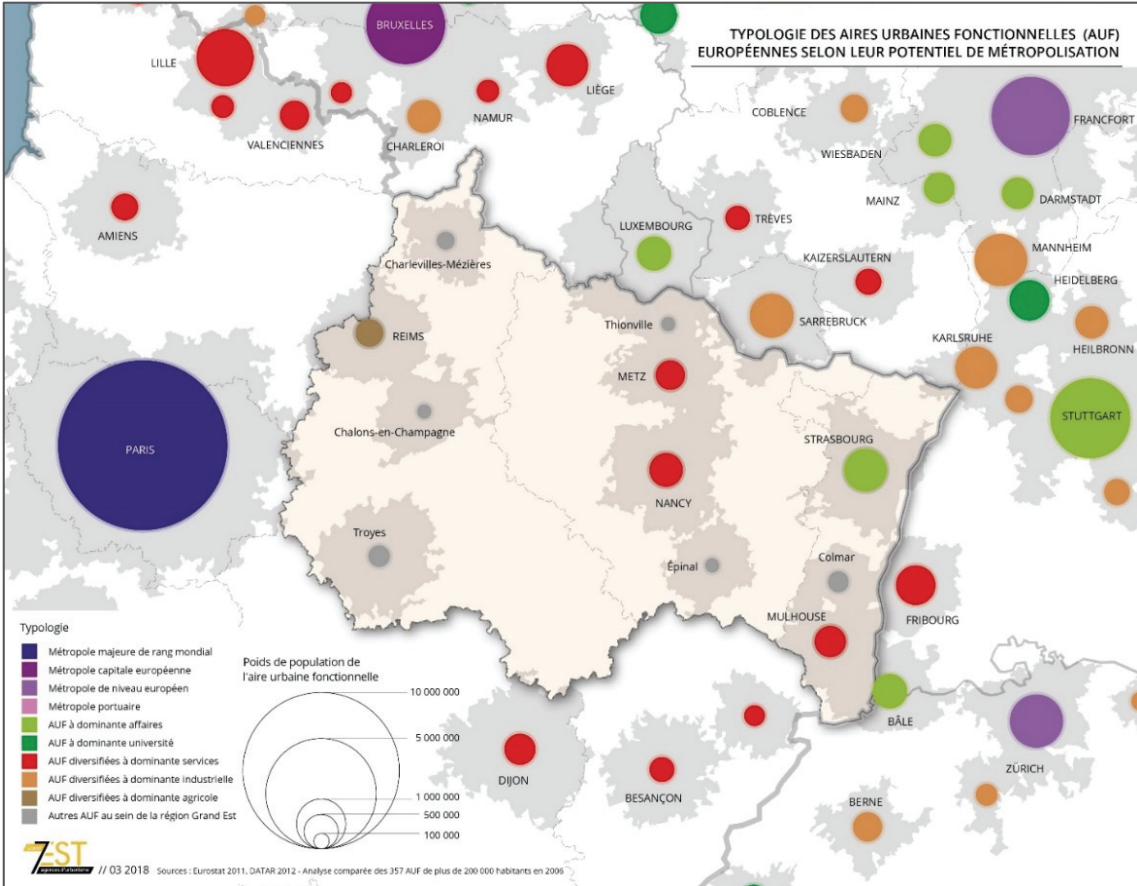 TYPOLOGIE DES AIRES URBAINES FONCTIONNELLES (AUF)
EUROPÉENNES SELON LEUR POTENTIEL DE MÉTROPOLISATION
BRUXELLES
LILLE
LIÈGE
NAMUR
VALENCIENNES
CHARLEROI
COBLENCE
FRANCFORT
WIESBADEN
MAINZ
DARMSTADT
AMIENS
LUXEMBOURG
TRÈVES
MANNHEIM
Charlevilles-Mézières
KAIZERSLAUTERN
HEIDELBERG
Thionville
SARREBRUCK
REIMS
KARLSRUHE
HEILBRONN
METZ
STUTTGART
Chalons-en-Champagne
STRASBOURG
PARIS
NANCY
Troyes
Épinal
Colmar
MULHOUSE
FRIBOURG
BÂLE
DIJON
BESANÇON
ZÜRICH
BERNE
Typologie
Métropole majeure de rang mondial
Métropole capitale européenne
Métropole de niveau européen
Métropole portuaire
AUF à dominante affaires
AUF à dominante université
AUF diversifiées à dominante services
AUF diversifiées à dominante industrielle
AUF diversifiées à dominante agricole
Autres AUF au sein de la région Grand Est
Poids de population de
l'aire urbaine fonctionnelle
10 000 000
5 000 000
1 000 000
500 000
100 000
7EST
agences d'urbanisme
// 03 2018 Sources : Eurostat 2011, DATAR 2012 - Analyse comparée des 357 AUF de plus de 200 000 habitants en 2006